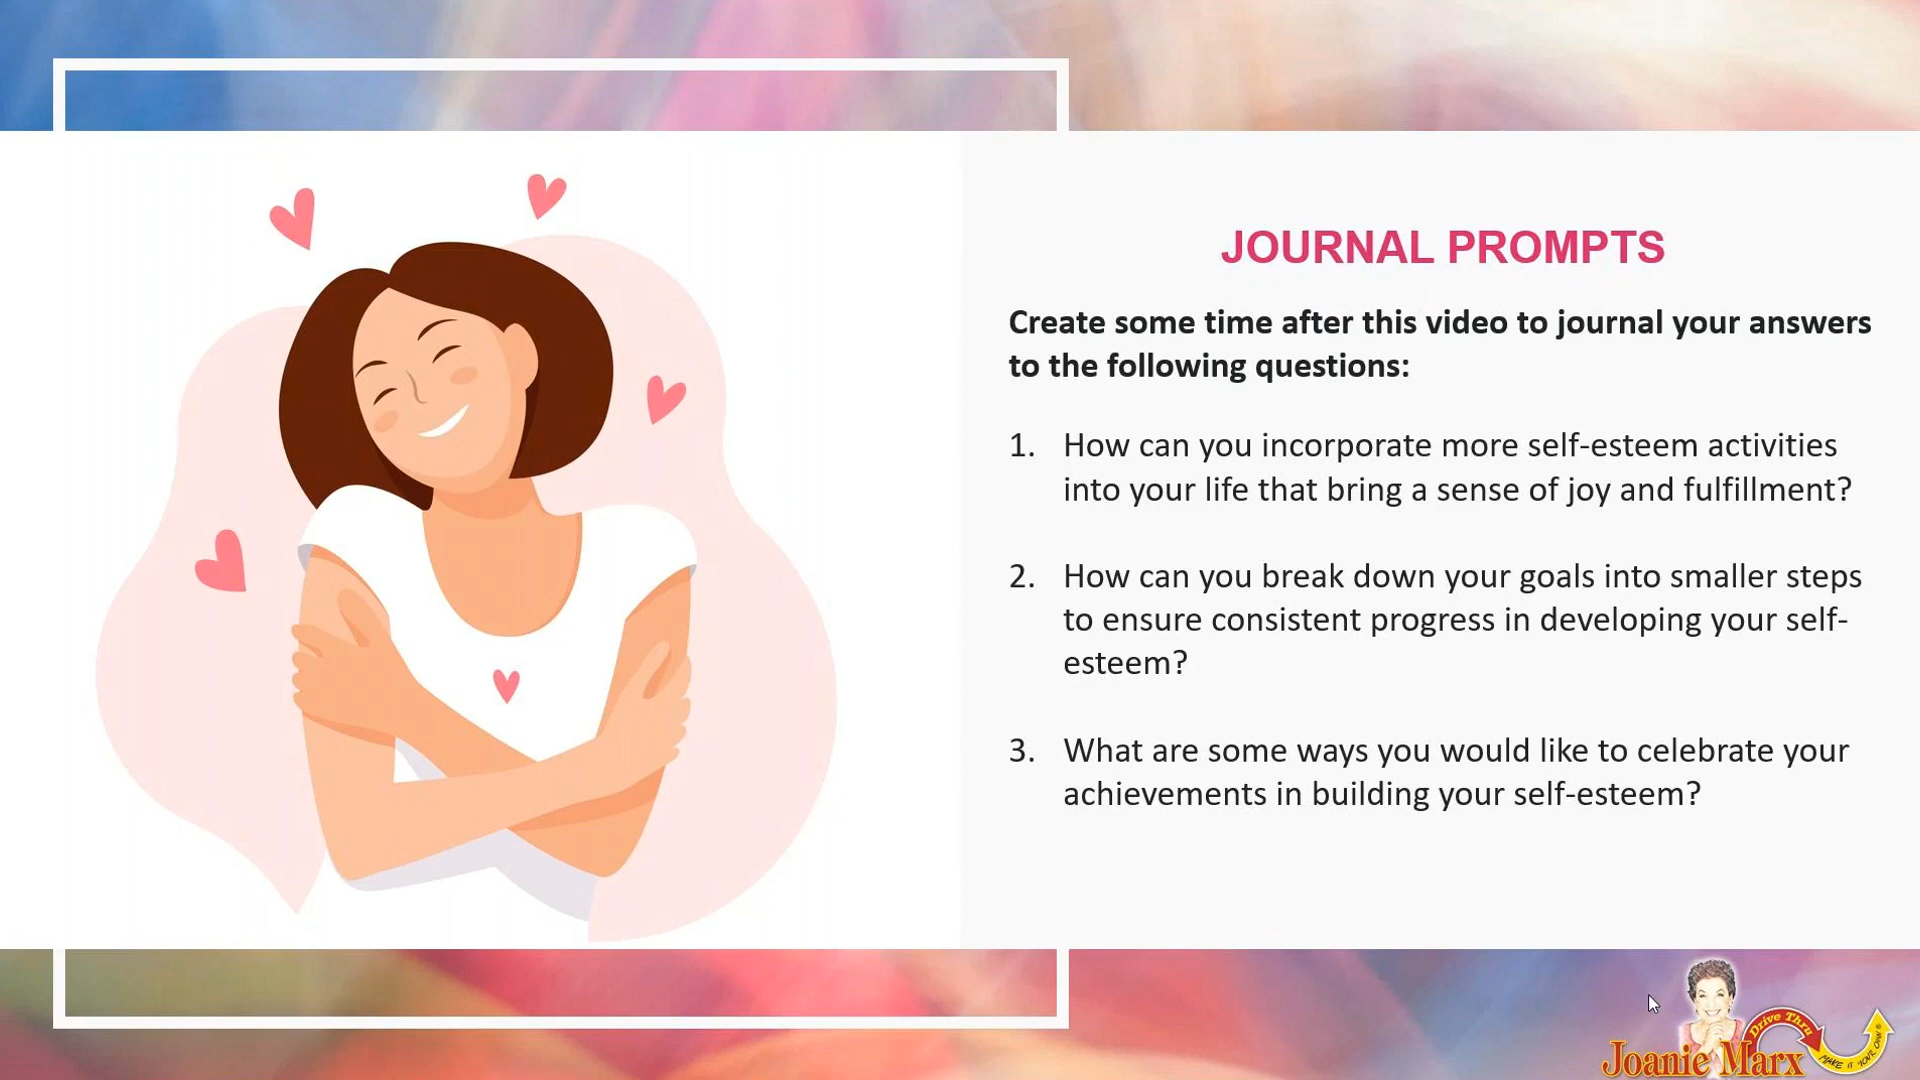 JOURNAL PROMPTS
Create some time after this video to journal your answers
to the following questions:
1. How can you incorporate more self-esteem activities
into your life that bring a sense of joy and fulfillment?
2. How can you break down your goals into smaller steps
to ensure consistent progress in developing your self-
esteem?
3. What are some ways you would like to celebrate your
achievements in building your self-esteem?
Drive Thru
MAKE IT YOUR OWN®
Joanie Marx